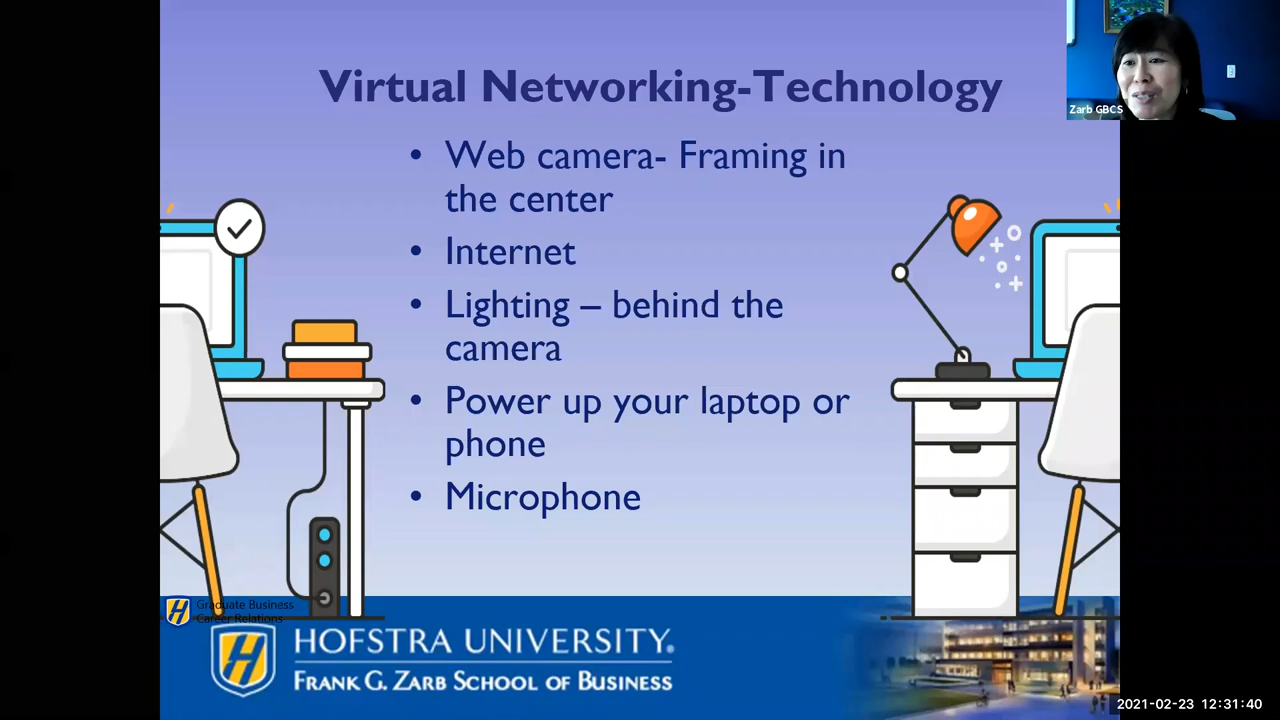 Virtual Networking-Technology
Zarb GBCS
• Web camera- Framing in
the center
• Internet
• Lighting – behind the
camera
• Power up your laptop or
phone
• Microphone
Graduate Business
Career Relations
HOFSTRA UNIVERSITY®
FRANK G. ZARB SCHOOL OF BUSINESS
2021-02-23 12:31:40